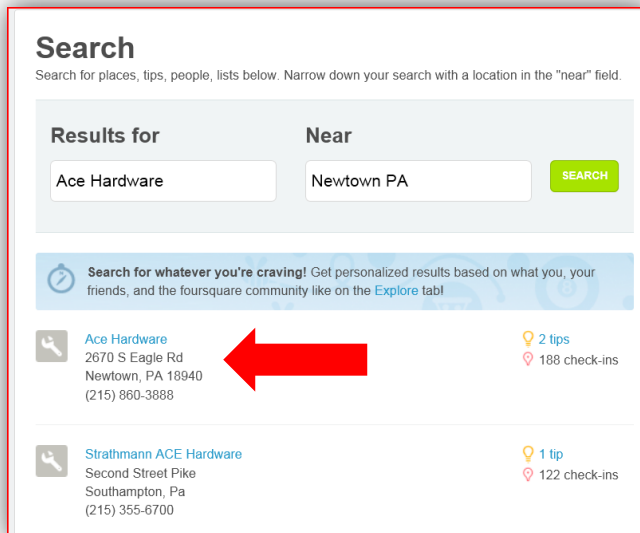 Search
Search for places, tips, people, lists below. Narrow down your search with a location in the "near" field.
Results for
Near
Ace Hardware
Newtown PA
SEARCH
Search for whatever you're craving! Get personalized results based on what you, your
friends, and the foursquare community like on the Explore tab!
Ace Hardware
2670 S Eagle Rd
Newtown, PA 18940
(215) 860-3888
2 tips
188 check-ins
Strathmann ACE Hardware
Second Street Pike
Southampton, Pa
(215) 355-6700
1 tip
122 check-ins